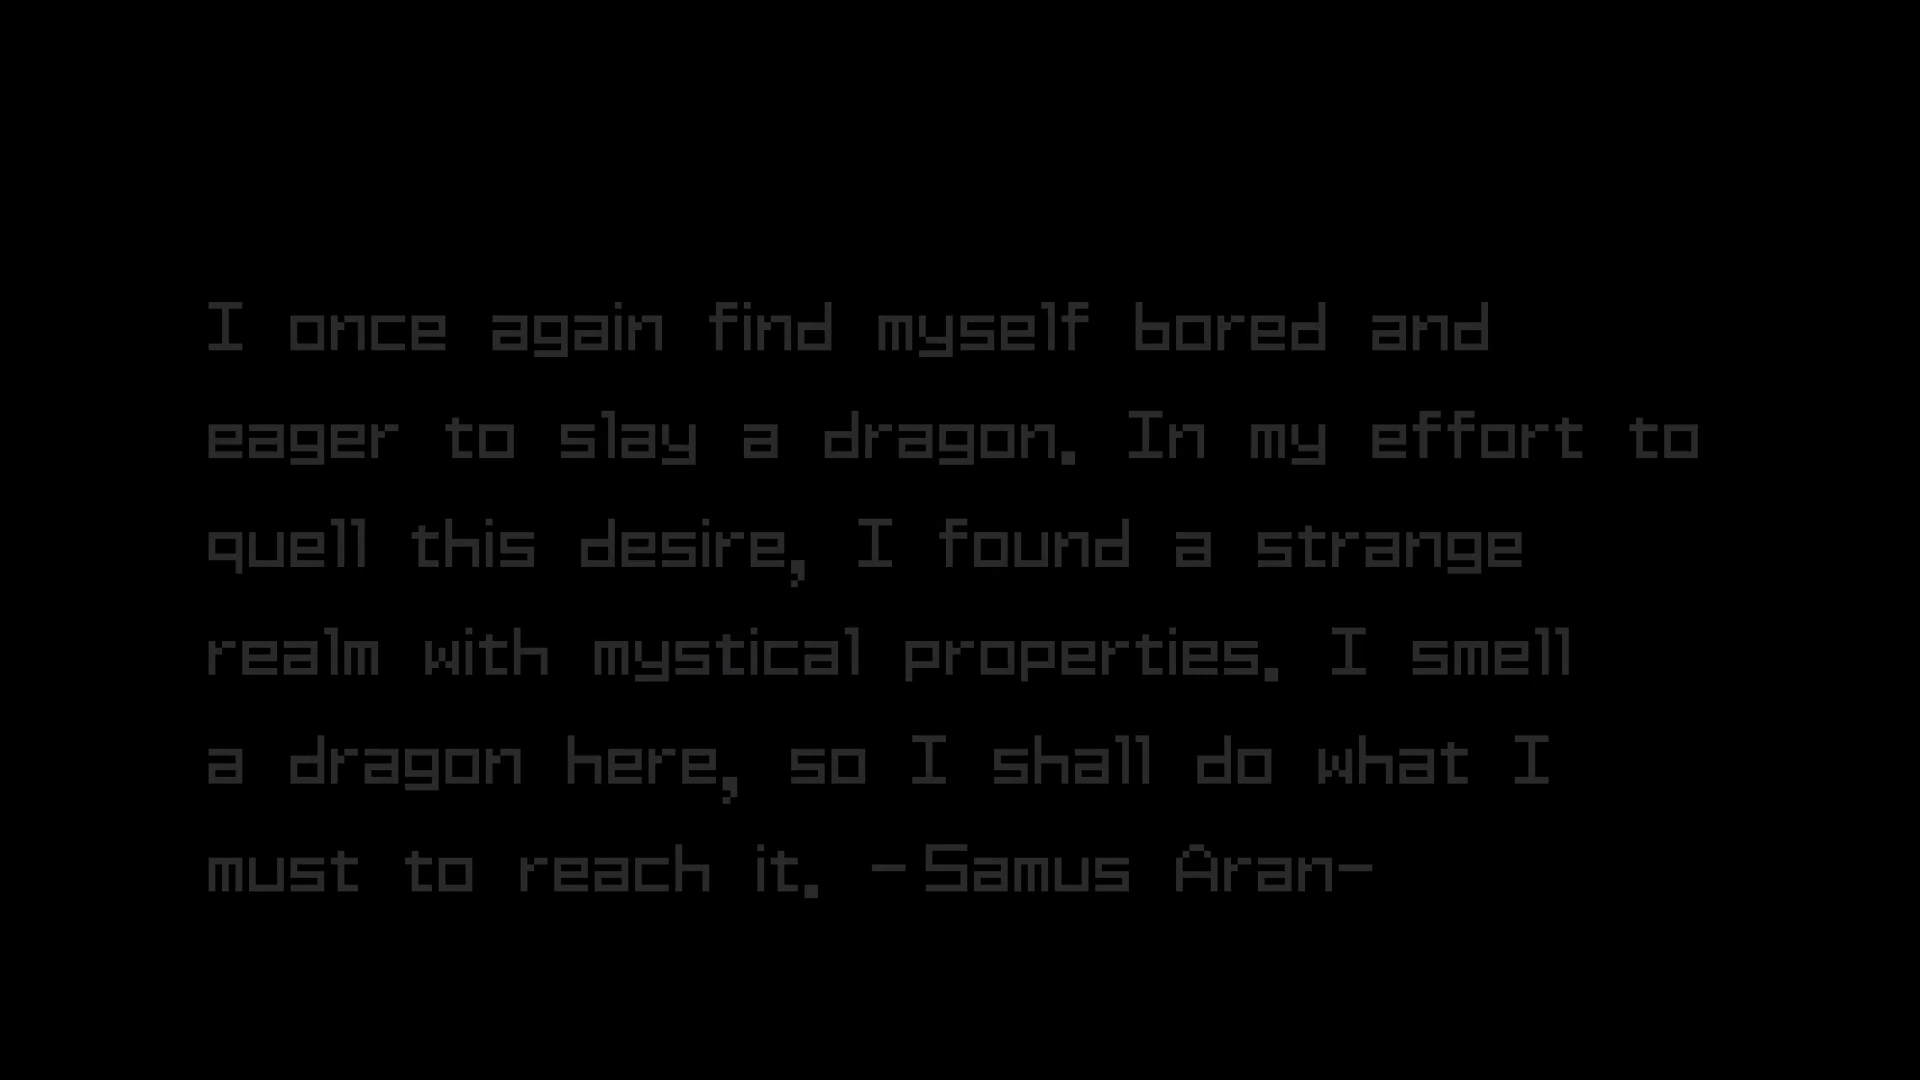 I once again find myself bored and
eager to slay a dragon. In my effort to
quell this desire, I found a strange
realm with mystical properties. I smell
a dragon here, so I shall do what I
must to reach it. -Samus Aran-